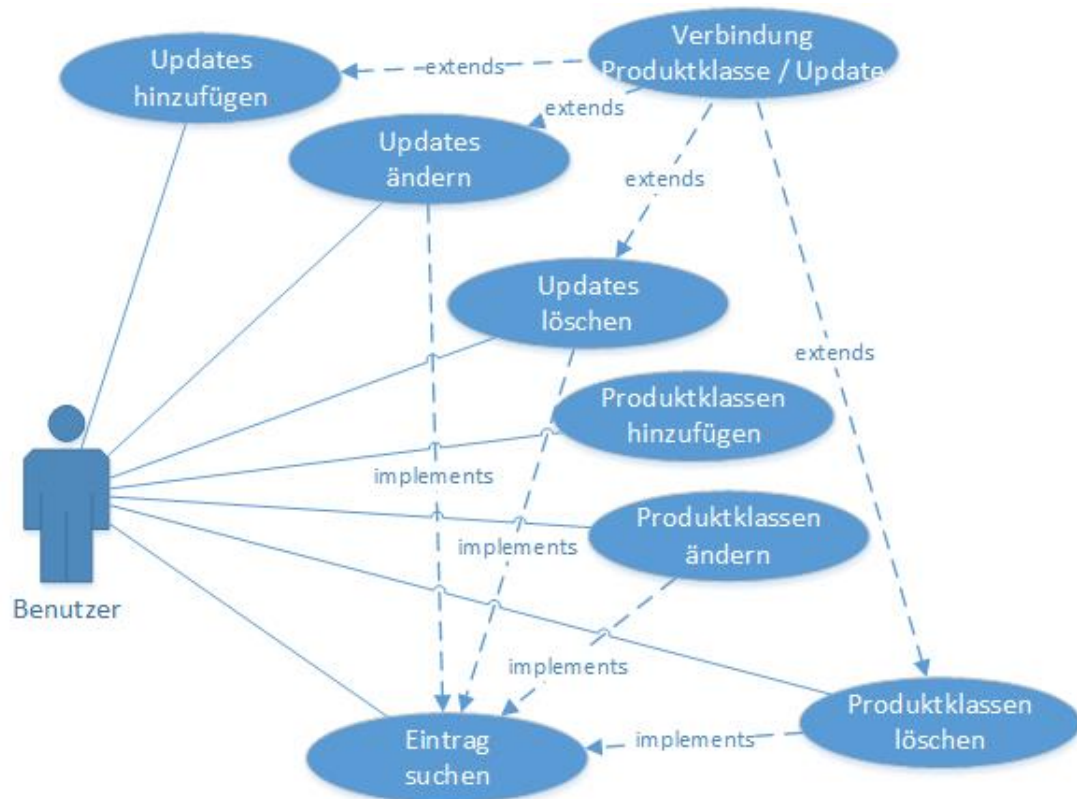 Updates
hinzufügen
extends
Verbindung
Produktklasse / Update
extends
Updates
ändern
extends
Updates
löschen
extends
Produktklassen
hinzufügen
implements
Produktklassen
ändern
implements
Benutzer
implements
Produktklassen
löschen
implements
Eintrag
suchen